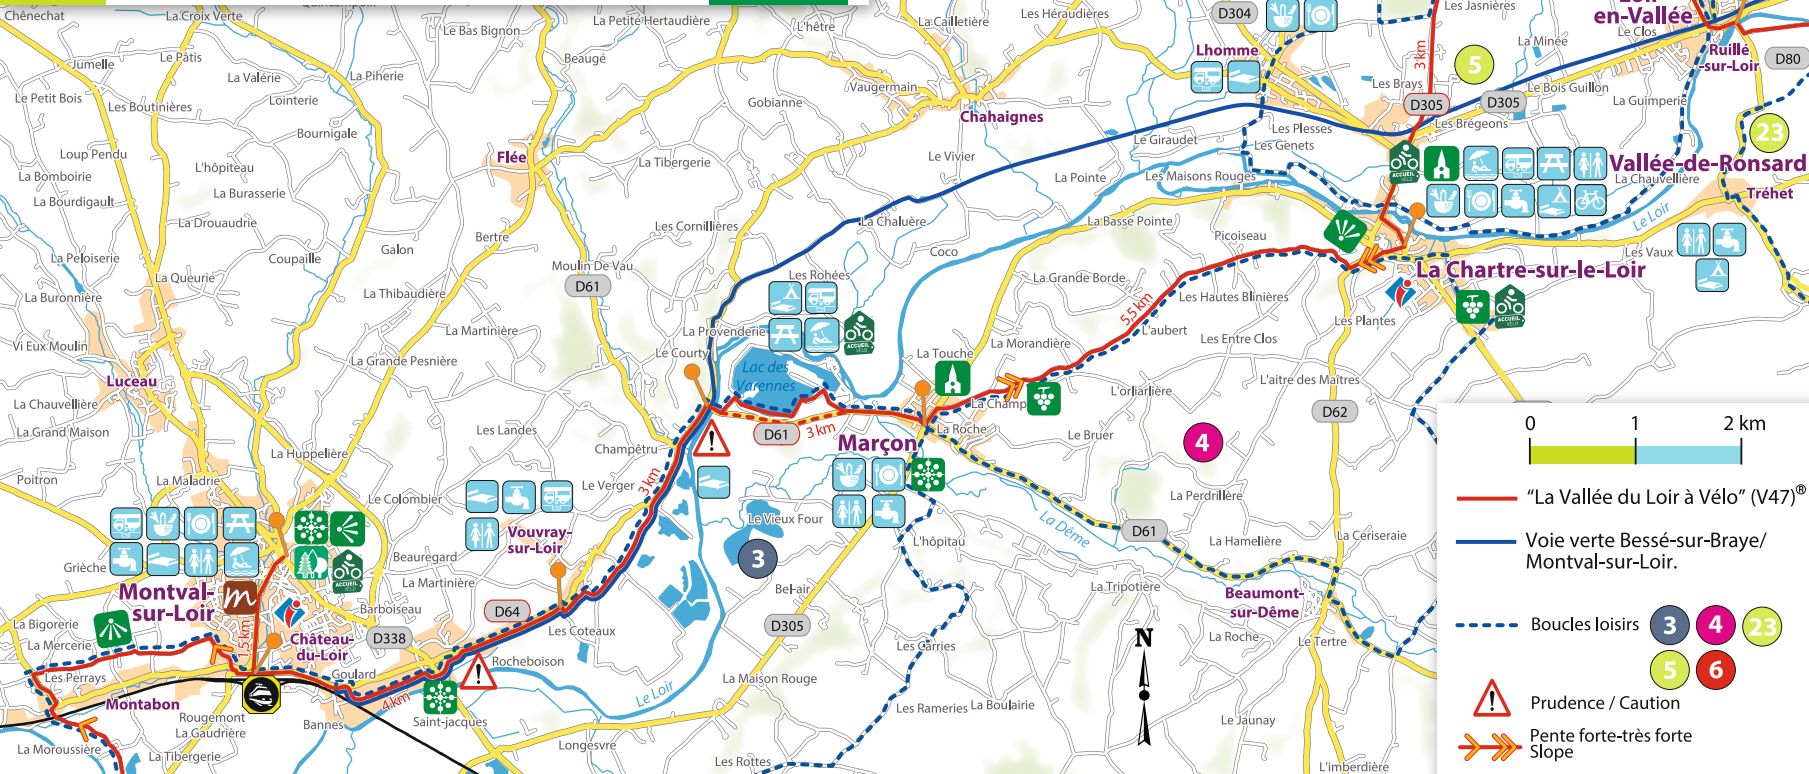 Chênechat
La Croix Verte
La Petite Hertaudière
L'hêtre
La Cailletière
Les Héraudières
D304
Les Jasnières
en-Vallée
Le Clos
Le Bas Bignon
Beaugé
Lhomme
3 km
5
La Minée
Ruillé
-sur-Loir
D80
Jumelle
Le Pâtis
La Valérie
La Piherie
Le Petit Bois
Les Boutinières
Lointerie
Vaugermain
Gobianne
Chahaignes
Les Brays
D305
D305
Le Bois Guillon
La Guimperie
Bournigale
Les Plesses
Les Brégeons
23
Loup Pendu
L'hôpiteau
Flée
La Tibergerie
Le Vivier
Le Giraudet
Les Genets
Vallée-de-Ronsard
La Bomboirie
La Burasserie
La Pointe
Les Maisons Rouges
ACCUEIL
VÉLO
La Chauvellière
Tréhet
La Bourdigault
La Drouaudrie
Les Cornillières
La Chaluère
La Basse Pointe
Le Loir
Bertre
Picoiseau
Galon
Coupaille
La Peloiserie
Coco
Les Vaux
Moulin De Vau
La Queurie
D61
Les Rohées
La Grande Borde
La Chartre-sur-le-Loir
La Buronnière
La Thibaudière
Les Hautes Blinières
5,5 km
ACCUEIL
VÉLO
La Martinière
La Provenderie
L'aubert
Les Plantes
Vi Eux Moulin
La Grande Pesnière
Le Courty
ACCUEIL
VÉLO
La Touche
La Morandière
Les Entre Clos
Lac des
Varennes
Luceau
L'orliarlière
L'aitre des Maitres
La Chauvellière
La Champ
D62
La Grand Maison
Les Landes
D61
3 km
Marçon
La Roche
Le Bruer
4
Champêtru
La Huppelière
Poitron
La Maladrie
Le Colombier
Le Verger
3 km
La Perdrillère
Le Vieux Four
La Dême
D61
La Cériseraie
Vouvray-
sur-Loir
L'hôpitau
La Hamelière
Grièche
Beauregard
3
Montval-
sur-Loir
m
ACCUEIL
VÉLO
La Martinière
Bel-air
La Tripotière
Beaumont-
sur-Dême
Barboiseau
D64
La Bigorerie
1,5 km
Château-
du-Loir
D338
Les Coteaux
D305
La Roche
Le Tertre
La Mercerie
Les Carries
Rocheboison
Les Perrays
Goulard
La Maison Rouge
4 km
Le Loir
Montabon
Rougemont
La Gaudrière
Bannes
Saint-jacques
Les Rameries
La Boulairie
Le Jaunay
La Moroussière
La Tibergerie
Longesvre
Les Rottes
L'imberdière
N
0 1 2 km
“La Vallée du Loir à Vélo” (V47)®
Voie verte Bessé-sur-Braye/
Montval-sur-Loir.
Boucles loisirs 3 4 23
5 6
Prudence / Caution
Pente forte-très forte
Slope